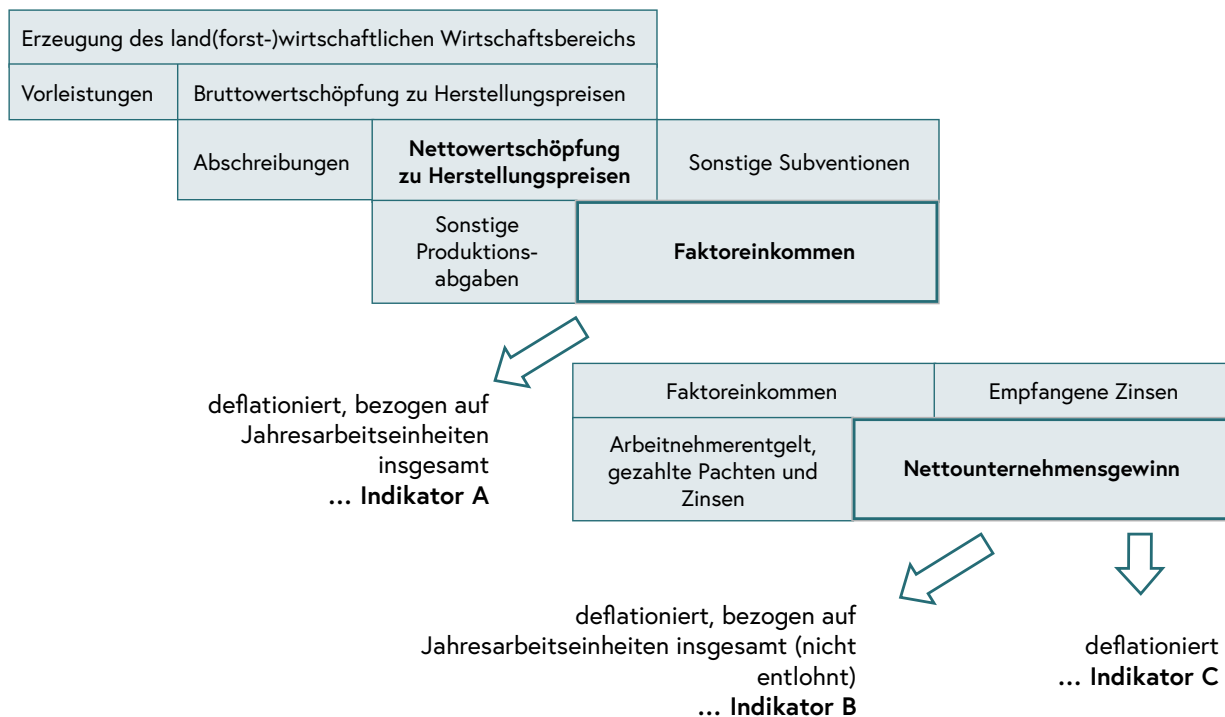 Erzeugung des land(forst-)wirtschaftlichen Wirtschaftsbereichs
Vorleistungen
Bruttowertschöpfung zu Herstellungspreisen
Abschreibungen
Nettowertschöpfung
zu Herstellungspreisen
Sonstige Subventionen
Sonstige
Produktions-
abgaben
Faktoreinkommen
deflationiert, bezogen auf
Jahresarbeitseinheiten
insgesamt
... Indikator A
Faktoreinkommen
Empfangene Zinsen
Arbeitnehmerentgelt,
gezahlte Pachten und
Zinsen
Nettounternehmensgewinn
deflationiert, bezogen auf
Jahresarbeitseinheiten insgesamt (nicht
entlohnt)
... Indikator B
deflationiert
... Indikator C